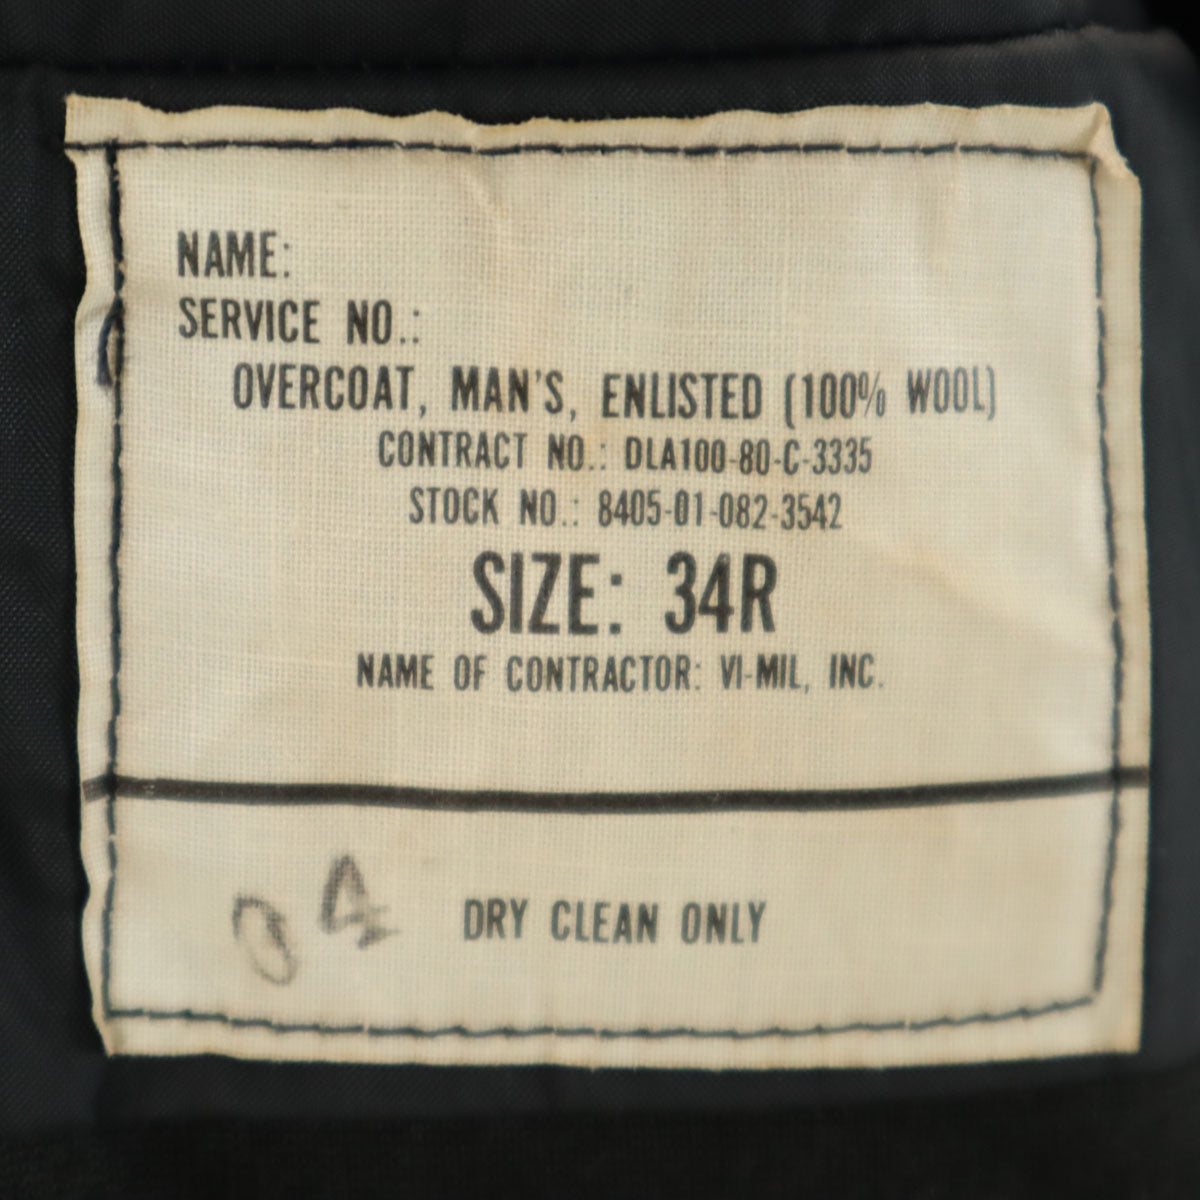 NAME:
SERVICE NO.:
OVERCOAT, MAN'S, ENLISTED (100% WOOL)
CONTRACT NO.: DLA100-80-C-3335
STOCK NO.: 8405-01-082-3542
SIZE: 34R
NAME OF CONTRACTOR: VI-MIL, INC.
DRY CLEAN ONLY